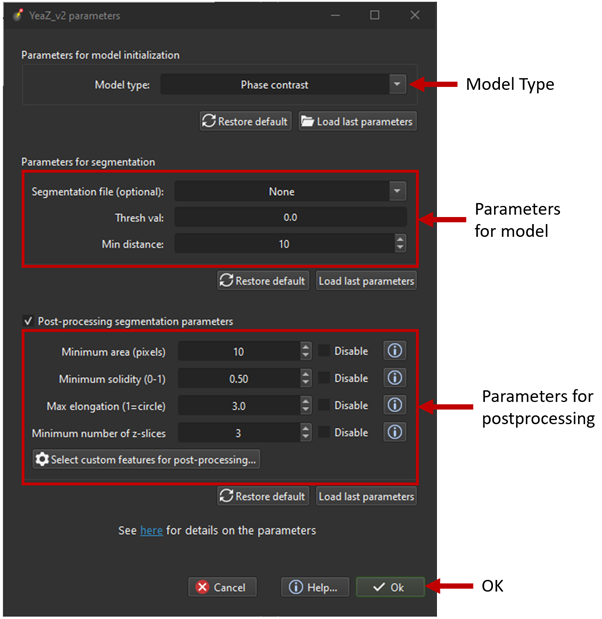 YeaZ_v2 parameters
Parameters for model initialization
Model type: Phase contrast
Model Type
Restore default Load last parameters
Parameters for segmentation
Segmentation file (optional): None
Thresh val: 0.0
Min distance: 10
Parameters
for model
Restore default Load last parameters
Post-processing segmentation parameters
Minimum area (pixels) 10 Disable
Minimum solidity (0-1) 0.50 Disable
Max elongation (1=circle) 3.0 Disable
Minimum number of z-slices 3 Disable
Parameters for
postprocessing
Select custom features for post-processing...
Restore default Load last parameters
See here for details on the parameters
Cancel Help... Ok
OK